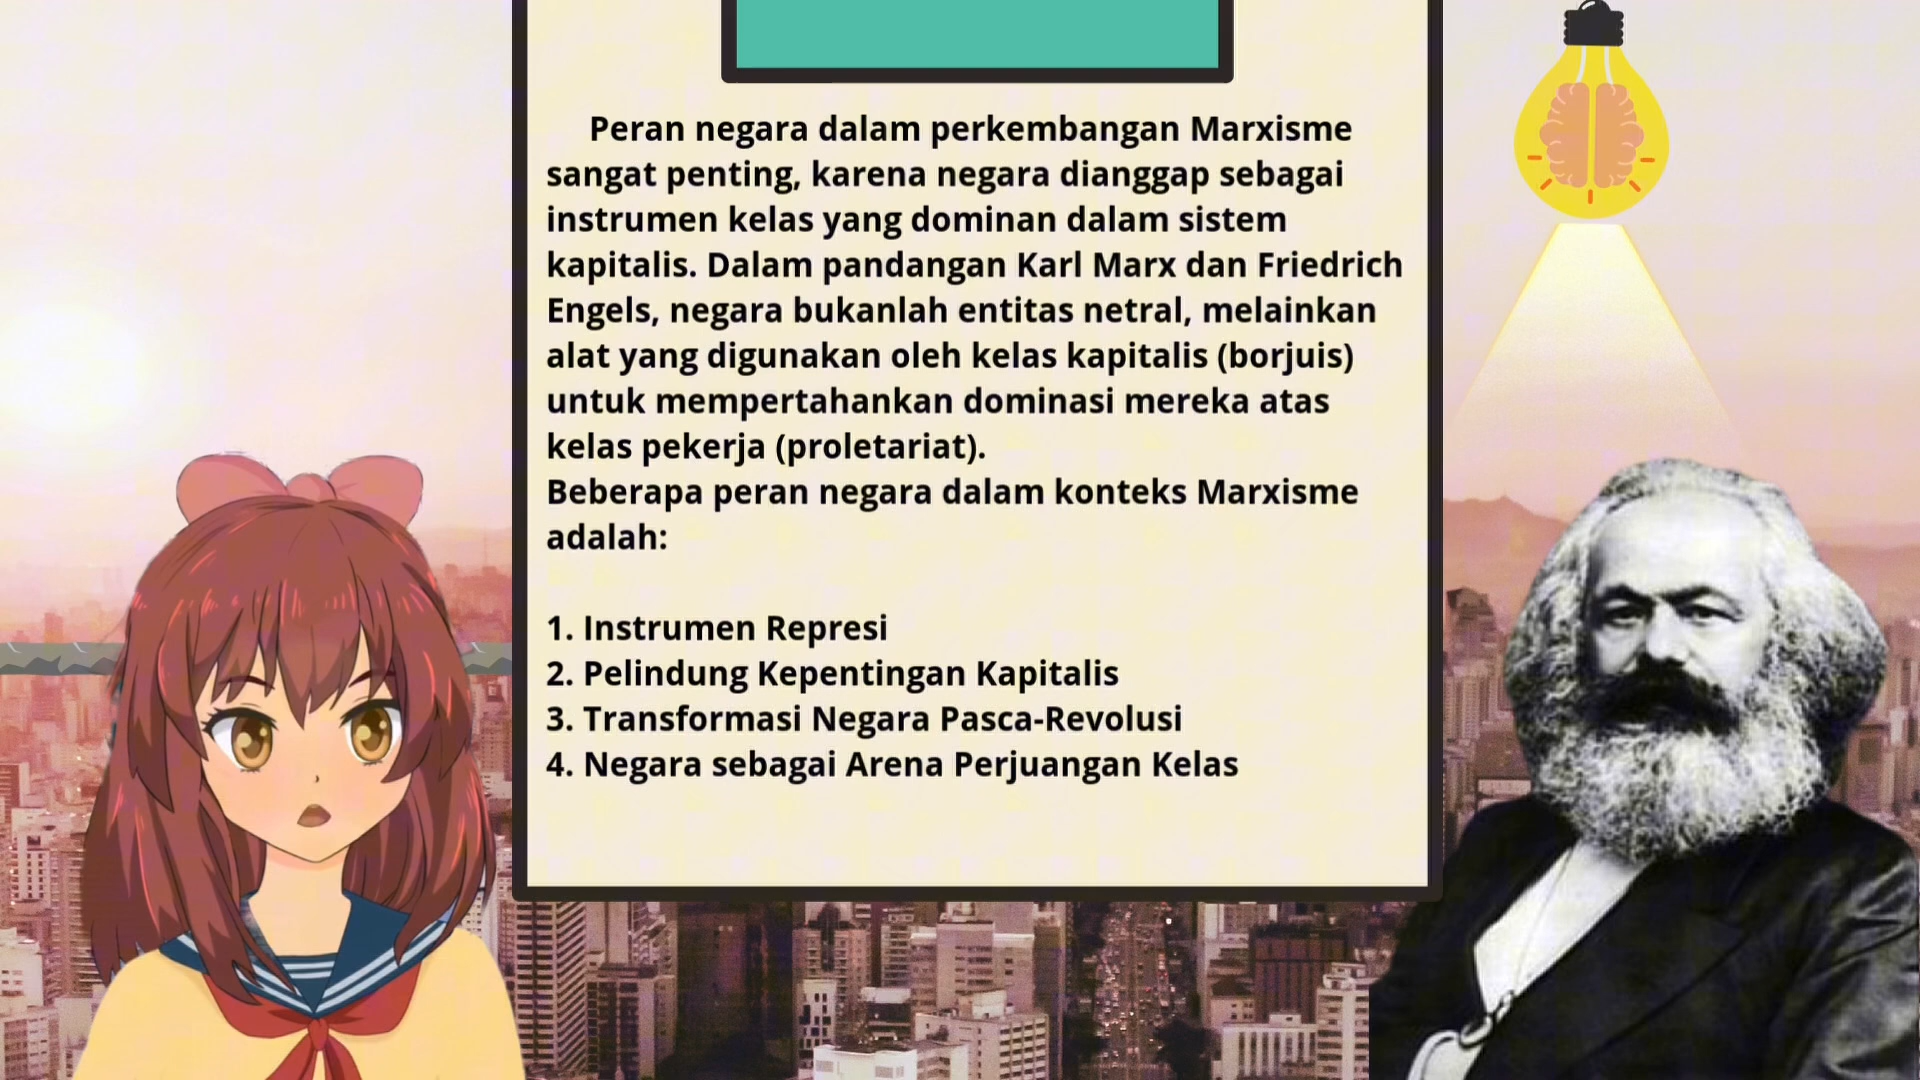 Peran negara dalam perkembangan Marxisme
sangat penting, karena negara dianggap sebagai
instrumen kelas yang dominan dalam sistem
kapitalis. Dalam pandangan Karl Marx dan Friedrich
Engels, negara bukanlah entitas netral, melainkan
alat yang digunakan oleh kelas kapitalis (borjuis)
untuk mempertahankan dominasi mereka atas
kelas pekerja (proletariat).
Beberapa peran negara dalam konteks Marxisme
adalah:
1. Instrumen Represi
2. Pelindung Kepentingan Kapitalis
3. Transformasi Negara Pasca-Revolusi
4. Negara sebagai Arena Perjuangan Kelas